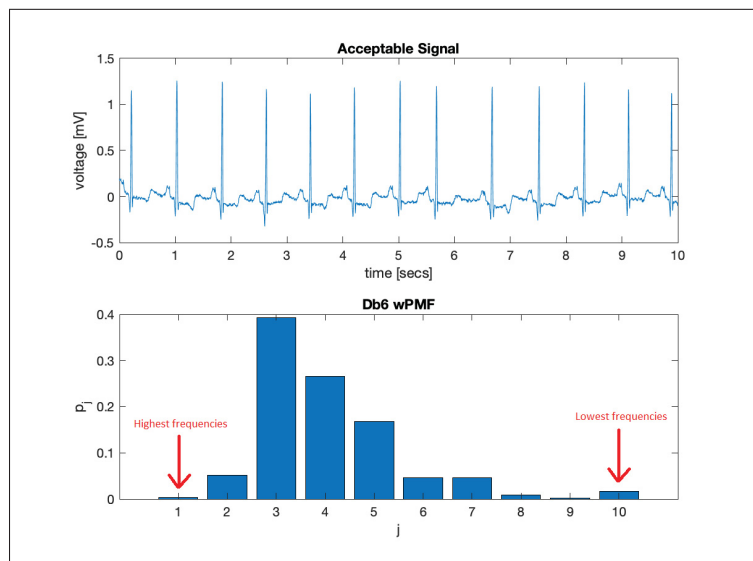 Acceptable Signal
1.5
1
0.5
0
-0.5
voltage [mV]
0 1 2 3 4 5 6 7 8 9 10
time [secs]
Db6 wPMF
0.4
0.3
0.2
0.1
0
p_j
Highest frequencies
Lowest frequencies
1 2 3 4 5 6 7 8 9 10
j